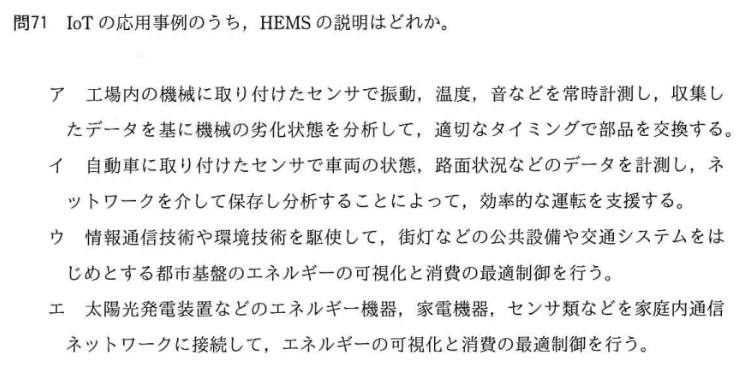 問71 IoT の応用事例のうち，HEMS の説明はどれか。
ア 工場内の機械に取り付けたセンサで振動，温度，音などを常時計測し，収集し
たデータを基に機械の劣化状態を分析して，適切なタイミングで部品を交換する。
イ 自動車に取り付けたセンサで車両の状態，路面状況などのデータを計測し，ネ
ットワークを介して保存し分析することによって，効率的な運転を支援する。
ウ 情報通信技術や環境技術を駆使して，街灯などの公共設備や交通システムをは
じめとする都市基盤のエネルギーの可視化と消費の最適制御を行う。
エ 太陽光発電装置などのエネルギー機器，家電機器，センサ類などを家庭内通信
ネットワークに接続して，エネルギーの可視化と消費の最適制御を行う。